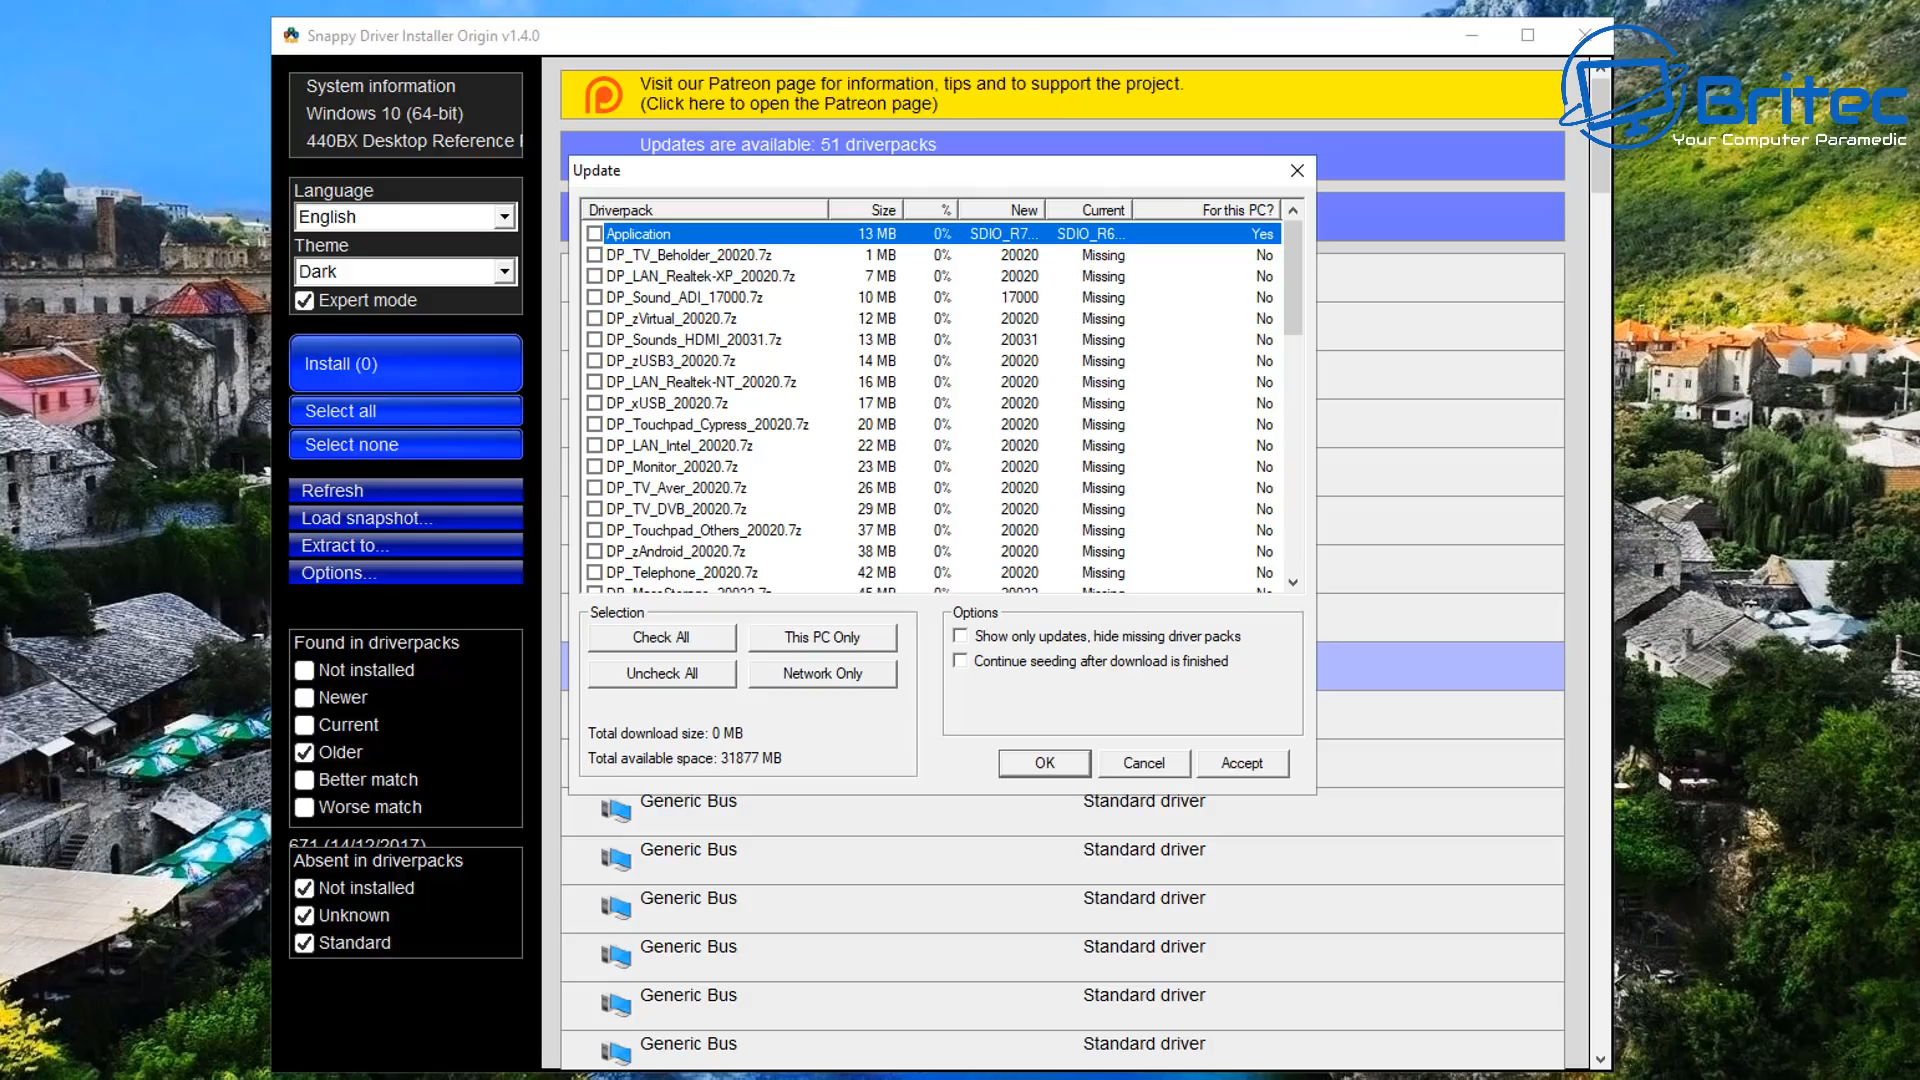 Snappy Driver Installer Origin v1.4.0
Britec
Your Computer Paramedic
System information
Windows 10 (64-bit)
440BX Desktop Reference
Language
English
Theme
Dark
Expert mode
Install (0)
Select all
Select none
Refresh
Load snapshot...
Extract to...
Options...
Found in driverpacks
Not installed
Newer
Current
Older
Better match
Worse match
671 (14/12/2017)
Absent in driverpacks
Not installed
Unknown
Standard
Visit our Patreon page for information, tips and to support the project.
(Click here to open the Patreon page)
Updates are available: 51 driverpacks
Update
Driverpack Size % New Current For this PC?
Application 13 MB 0% SDIO_R7... SDIO_R6... Yes
DP_TV_Beholder_20020.7z 1 MB 0% 20020 Missing No
DP_LAN_Realtek-XP_20020.7z 7 MB 0% 20020 Missing No
DP_Sound_ADI_17000.7z 10 MB 0% 17000 Missing No
DP_zVirtual_20020.7z 12 MB 0% 20020 Missing No
DP_Sounds_HDMI_20031.7z 13 MB 0% 20031 Missing No
DP_zUSB3_20020.7z 14 MB 0% 20020 Missing No
DP_LAN_Realtek-NT_20020.7z 16 MB 0% 20020 Missing No
DP_xUSB_20020.7z 17 MB 0% 20020 Missing No
DP_Touchpad_Cypress_20020.7z 20 MB 0% 20020 Missing No
DP_LAN_Intel_20020.7z 22 MB 0% 20020 Missing No
DP_Monitor_20020.7z 23 MB 0% 20020 Missing No
DP_TV_Aver_20020.7z 26 MB 0% 20020 Missing No
DP_TV_DVB_20020.7z 29 MB 0% 20020 Missing No
DP_Touchpad_Others_20020.7z 37 MB 0% 20020 Missing No
DP_zAndroid_20020.7z 38 MB 0% 20020 Missing No
DP_Telephone_20020.7z 42 MB 0% 20020 Missing No
Selection
Check All This PC Only
Uncheck All Network Only
Total download size: 0 MB
Total available space: 31877 MB
Options
Show only updates, hide missing driver packs
Continue seeding after download is finished
OK Cancel Accept
Generic Bus Standard driver
Generic Bus Standard driver
Generic Bus Standard driver
Generic Bus Standard driver
Generic Bus Standard driver
Generic Bus Standard driver